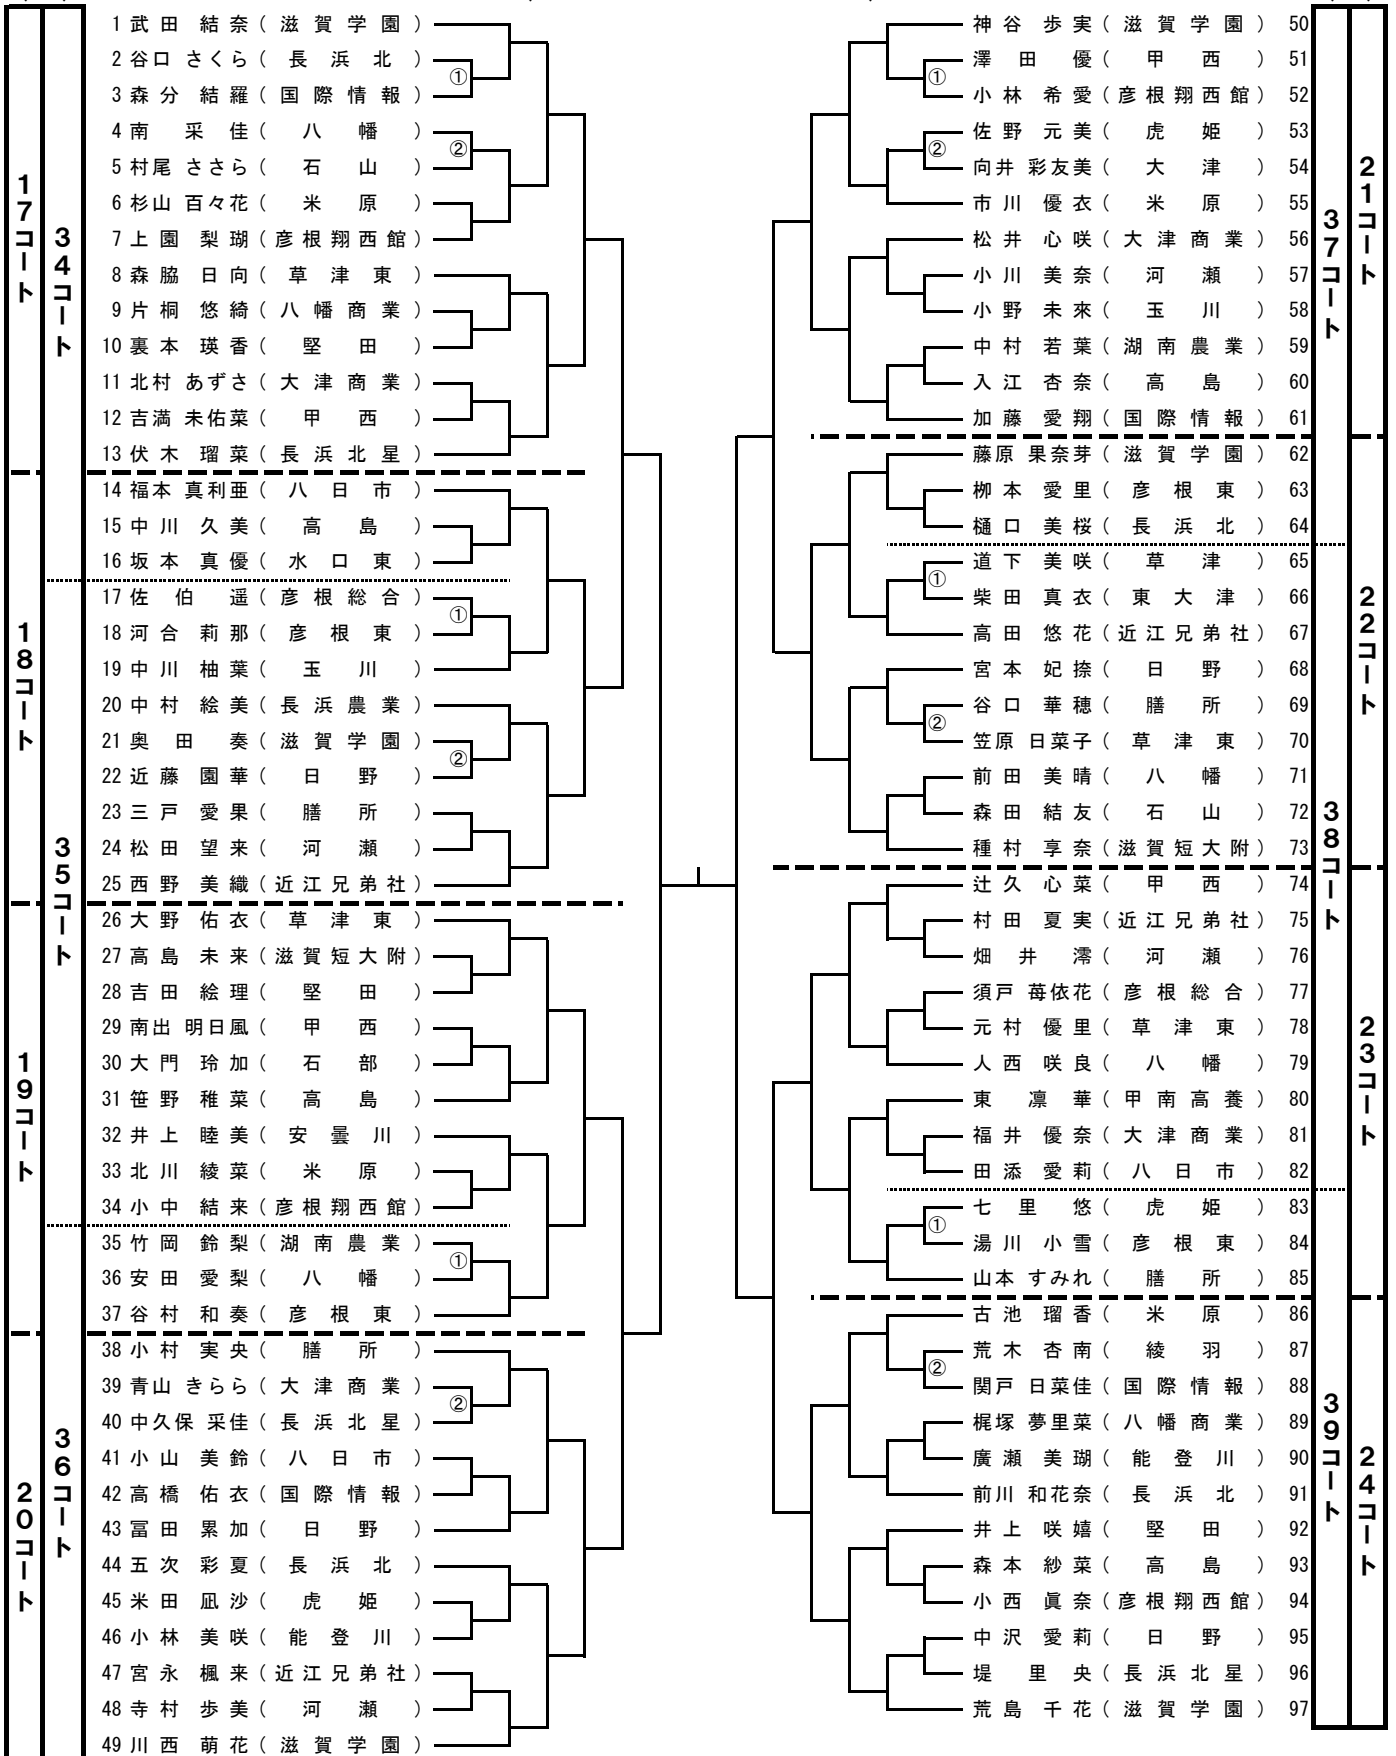 17コート
34コート
1 武田 結奈 ( 滋賀学園 )
2 谷口 さくら ( 長浜北 )
①
3 森分 結羅 ( 国際情報 )
4 南 采佳 ( 八幡 )
②
5 村尾 ささら ( 石山 )
6 杉山 百々花 ( 米原 )
7 上園 梨瑚 ( 彦根翔西館 )
8 森脇 日向 ( 草津東 )
9 片桐 悠綺 ( 八幡商業 )
10 裏本 瑛香 ( 堅田 )
11 北村 あずさ ( 大津商業 )
12 吉満 未佑菜 ( 甲西 )
13 伏木 瑠菜 ( 長浜北星 )
18コート
14 福本 真利亜 ( 八日市 )
15 中川 久美 ( 高島 )
16 坂本 真優 ( 水口東 )
35コート
17 佐伯 遥 ( 彦根総合 )
①
18 河合 莉那 ( 彦根東 )
19 中川 柚葉 ( 玉川 )
20 中村 絵美 ( 長浜農業 )
21 奥田 奏 ( 滋賀学園 )
②
22 近藤 園華 ( 日野 )
23 三戸 愛果 ( 膳所 )
24 松田 望来 ( 河瀬 )
25 西野 美織 ( 近江兄弟社 )
19コート
26 大野 佑衣 ( 草津東 )
27 高島 未来 ( 滋賀短大附 )
28 吉田 絵理 ( 堅田 )
29 南出 明日風 ( 甲西 )
30 大門 玲加 ( 石部 )
31 笹野 稚菜 ( 高島 )
32 井上 睦美 ( 安曇川 )
33 北川 綾菜 ( 米原 )
34 小中 結来 ( 彦根翔西館 )
36コート
35 竹岡 鈴梨 ( 湖南農業 )
①
36 安田 愛梨 ( 八幡 )
37 谷村 和奏 ( 彦根東 )
20コート
38 小村 実央 ( 膳所 )
39 青山 きらら ( 大津商業 )
②
40 中久保 采佳 ( 長浜北星 )
41 小山 美鈴 ( 八日市 )
42 高橋 佑衣 ( 国際情報 )
43 冨田 累加 ( 日野 )
44 五次 彩夏 ( 長浜北 )
45 米田 凪沙 ( 虎姫 )
46 小林 美咲 ( 能登川 )
47 宮永 楓来 ( 近江兄弟社 )
48 寺村 歩美 ( 河瀬 )
49 川西 萌花 ( 滋賀学園 )
神谷 歩実 ( 滋賀学園 ) 50
澤田 優 ( 甲西 ) 51
①
小林 希愛 ( 彦根翔西館 ) 52
佐野 元美 ( 虎姫 ) 53
②
向井 彩友美 ( 大津 ) 54
市川 優衣 ( 米原 ) 55
松井 心咲 ( 大津商業 ) 56
小川 美奈 ( 河瀬 ) 57
小野 未來 ( 玉川 ) 58
中村 若葉 ( 湖南農業 ) 59
入江 杏奈 ( 高島 ) 60
加藤 愛翔 ( 国際情報 ) 61
37コート
21コート
藤原 果奈芽 ( 滋賀学園 ) 62
栁本 愛里 ( 彦根東 ) 63
樋口 美桜 ( 長浜北 ) 64
道下 美咲 ( 草津 ) 65
①
柴田 真衣 ( 東大津 ) 66
高田 悠花 ( 近江兄弟社 ) 67
宮本 妃捺 ( 日野 ) 68
谷口 華穂 ( 膳所 ) 69
②
笠原 日菜子 ( 草津東 ) 70
前田 美晴 ( 八幡 ) 71
森田 結友 ( 石山 ) 72
種村 享奈 ( 滋賀短大附 ) 73
38コート
22コート
辻 久心菜 ( 甲西 ) 74
村田 夏実 ( 近江兄弟社 ) 75
畑井 澪 ( 河瀬 ) 76
須戸 苺依花 ( 彦根総合 ) 77
元村 優里 ( 草津東 ) 78
人西 咲良 ( 八幡 ) 79
東 凛華 ( 甲南高養 ) 80
福井 優奈 ( 大津商業 ) 81
田添 愛莉 ( 八日市 ) 82
23コート
七里 悠 ( 虎姫 ) 83
①
湯川 小雪 ( 彦根東 ) 84
山本 すみれ ( 膳所 ) 85
39コート
24コート
古池 瑠香 ( 米原 ) 86
荒木 杏南 ( 綾羽 ) 87
②
関戸 日菜佳 ( 国際情報 ) 88
梶塚 夢里菜 ( 八幡商業 ) 89
廣瀬 美瑚 ( 能登川 ) 90
前川 和花奈 ( 長浜北 ) 91
井上 咲嬉 ( 堅田 ) 92
森本 紗菜 ( 高島 ) 93
小西 眞奈 ( 彦根翔西館 ) 94
中沢 愛莉 ( 日野 ) 95
堤 里央 ( 長浜北星 ) 96
荒島 千花 ( 滋賀学園 ) 97